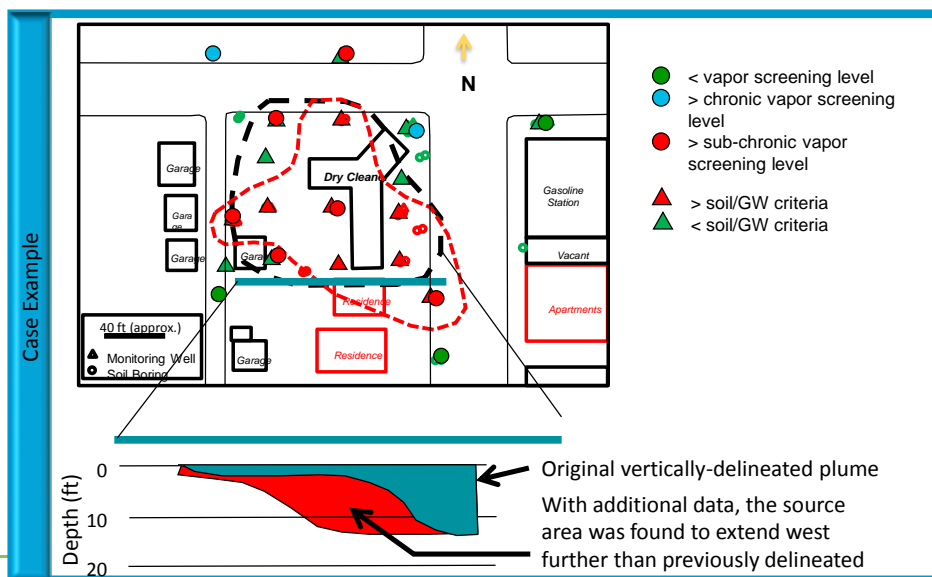 Case Example
N
Garage
Gara
ge
Garage
Dry Cleaner
Garag
Residence
Garage
Residence
Gasoline
Station
Vacant
Apartments
40 ft (approx.)
Monitoring Well
Soil Boring
< vapor screening level
> chronic vapor screening
level
> sub-chronic vapor
screening level
> soil/GW criteria
< soil/GW criteria
Depth (ft)
0
10
20
Original vertically-delineated plume
With additional data, the source
area was found to extend west
further than previously delineated